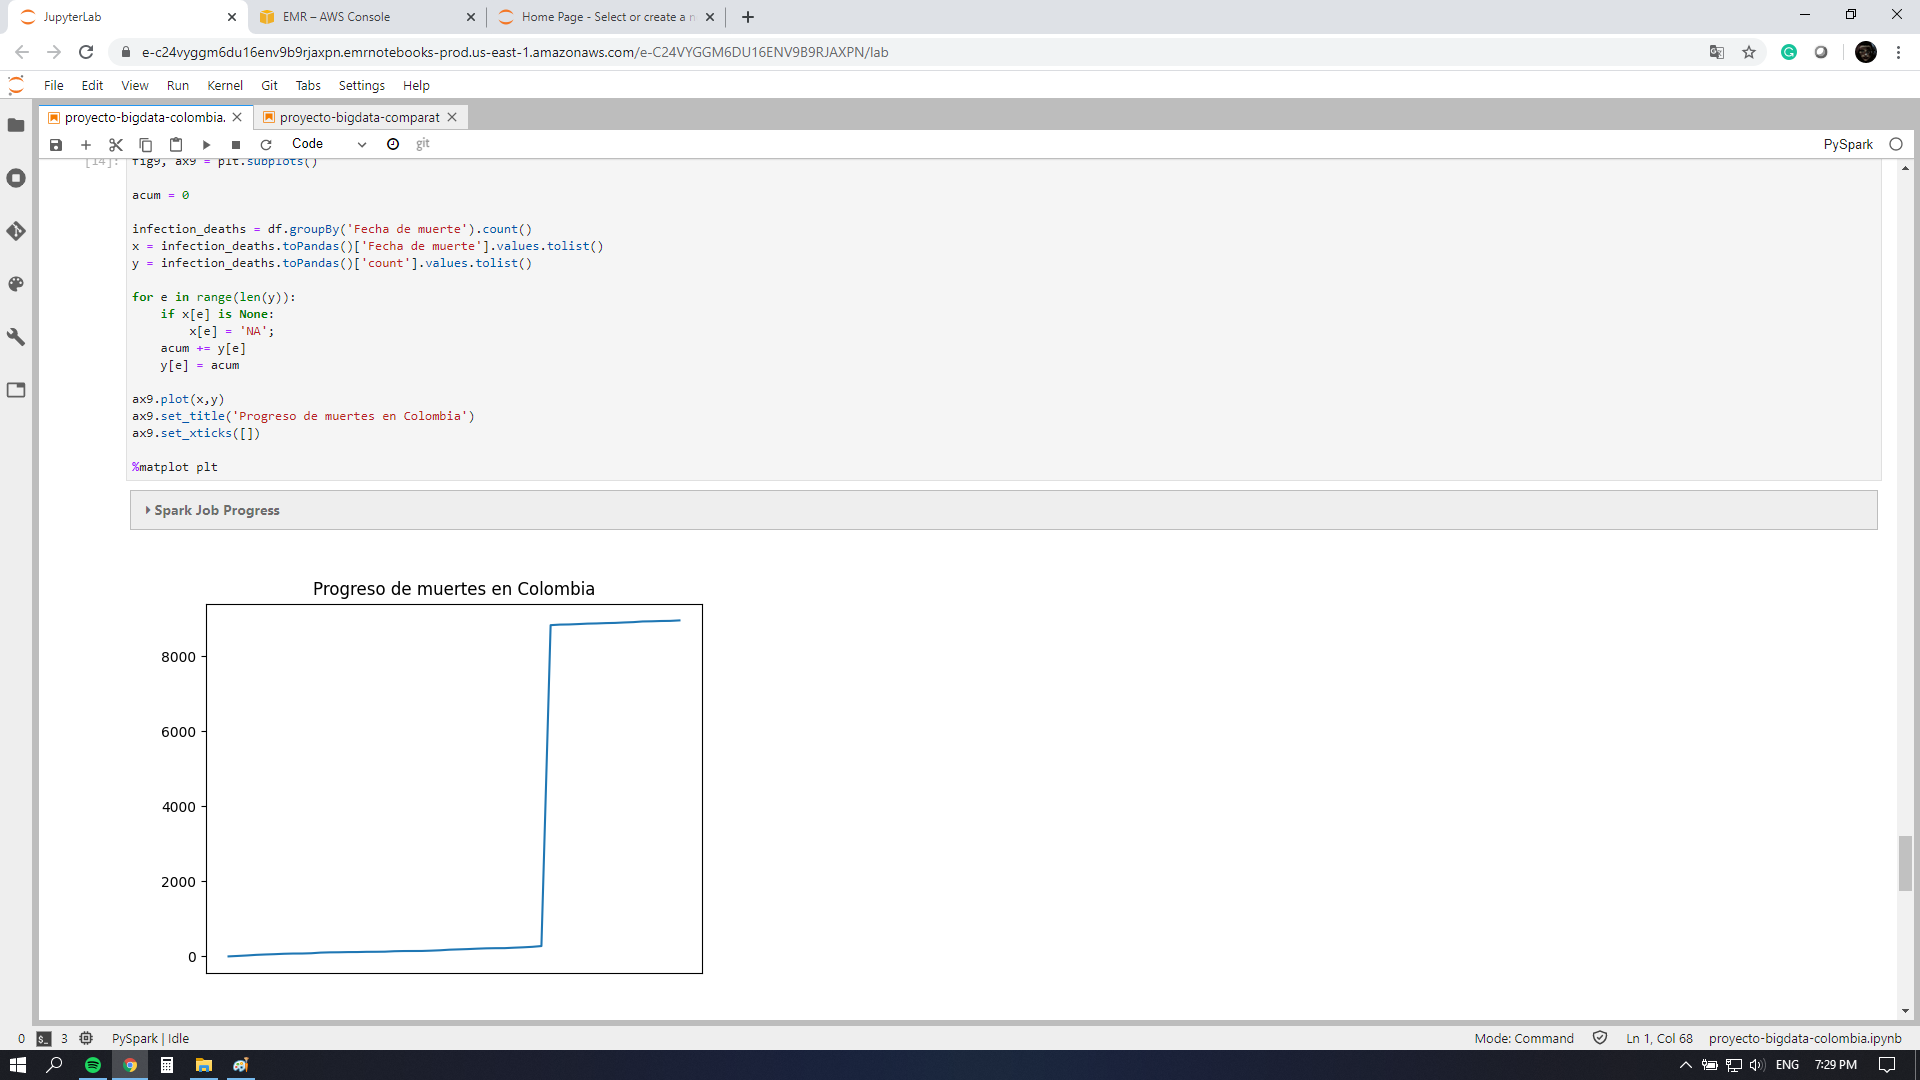 JupyterLab
EMR – AWS Console
Home Page - Select or create a n
e-c24vyggm6du16env9b9rjaxpn.emrnotebooks-prod.us-east-1.amazonaws.com/e-C24VYGGM6DU16ENV9B9RJAXPN/lab
File Edit View Run Kernel Git Tabs Settings Help
proyecto-bigdata-colombia.
proyecto-bigdata-comparat
Code
git
PySpark
[14]: fig9, ax9 = plt.subplots()
acum = 0
infection_deaths = df.groupBy('Fecha de muerte').count()
x = infection_deaths.toPandas()['Fecha de muerte'].values.tolist()
y = infection_deaths.toPandas()['count'].values.tolist()
for e in range(len(y)):
    if x[e] is None:
        x[e] = 'NA';
    acum += y[e]
    y[e] = acum
ax9.plot(x,y)
ax9.set_title('Progreso de muertes en Colombia')
ax9.set_xticks([])
%matplot plt
Spark Job Progress
Progreso de muertes en Colombia
8000
6000
4000
2000
0
0 $_ 3 PySpark | Idle
Mode: Command
Ln 1, Col 68
proyecto-bigdata-colombia.ipynb
ENG
7:29 PM